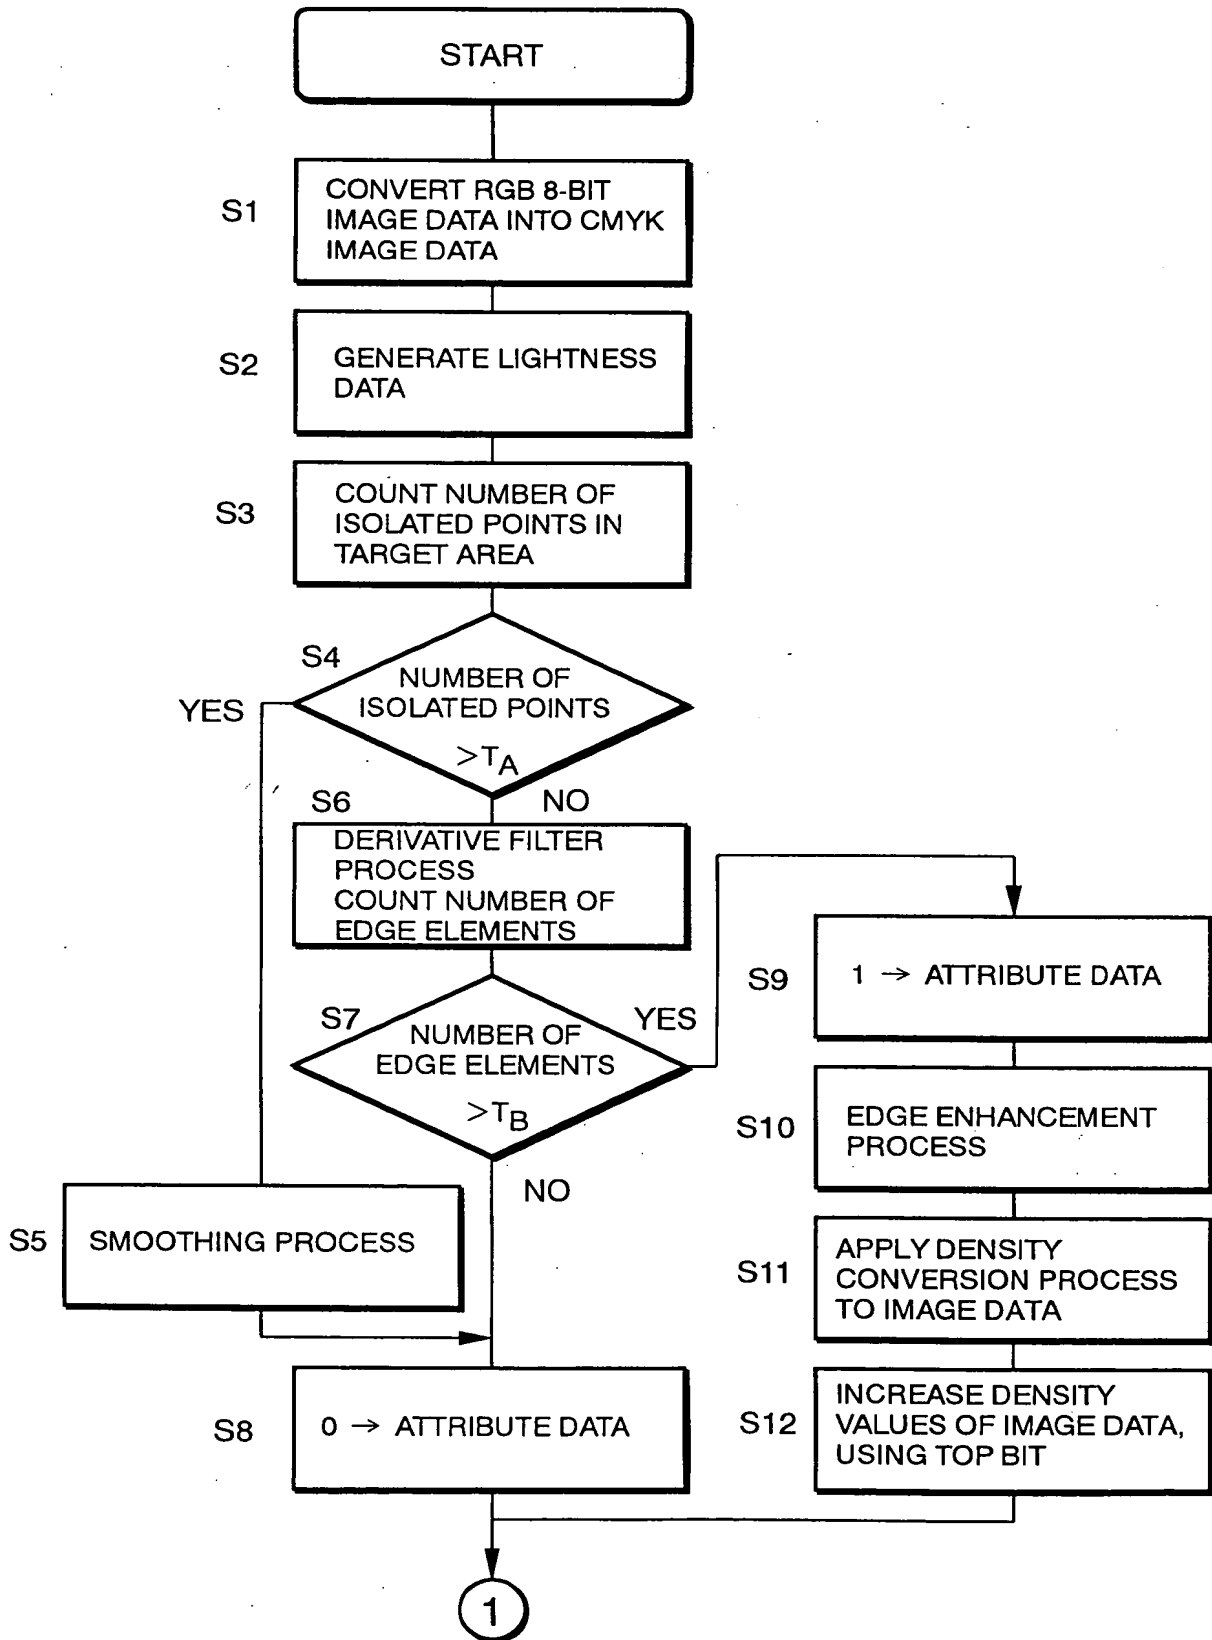 START
S1
CONVERT RGB 8-BIT
IMAGE DATA INTO CMYK
IMAGE DATA
S2
GENERATE LIGHTNESS
DATA
S3
COUNT NUMBER OF
ISOLATED POINTS IN
TARGET AREA
S4
NUMBER OF
ISOLATED POINTS
>TA
YES
NO
S6
DERIVATIVE FILTER
PROCESS
COUNT NUMBER OF
EDGE ELEMENTS
S7
NUMBER OF
EDGE ELEMENTS
>TB
YES
NO
S5
SMOOTHING PROCESS
S8
0 → ATTRIBUTE DATA
S9
1 → ATTRIBUTE DATA
S10
EDGE ENHANCEMENT
PROCESS
S11
APPLY DENSITY
CONVERSION PROCESS
TO IMAGE DATA
S12
INCREASE DENSITY
VALUES OF IMAGE DATA,
USING TOP BIT
1